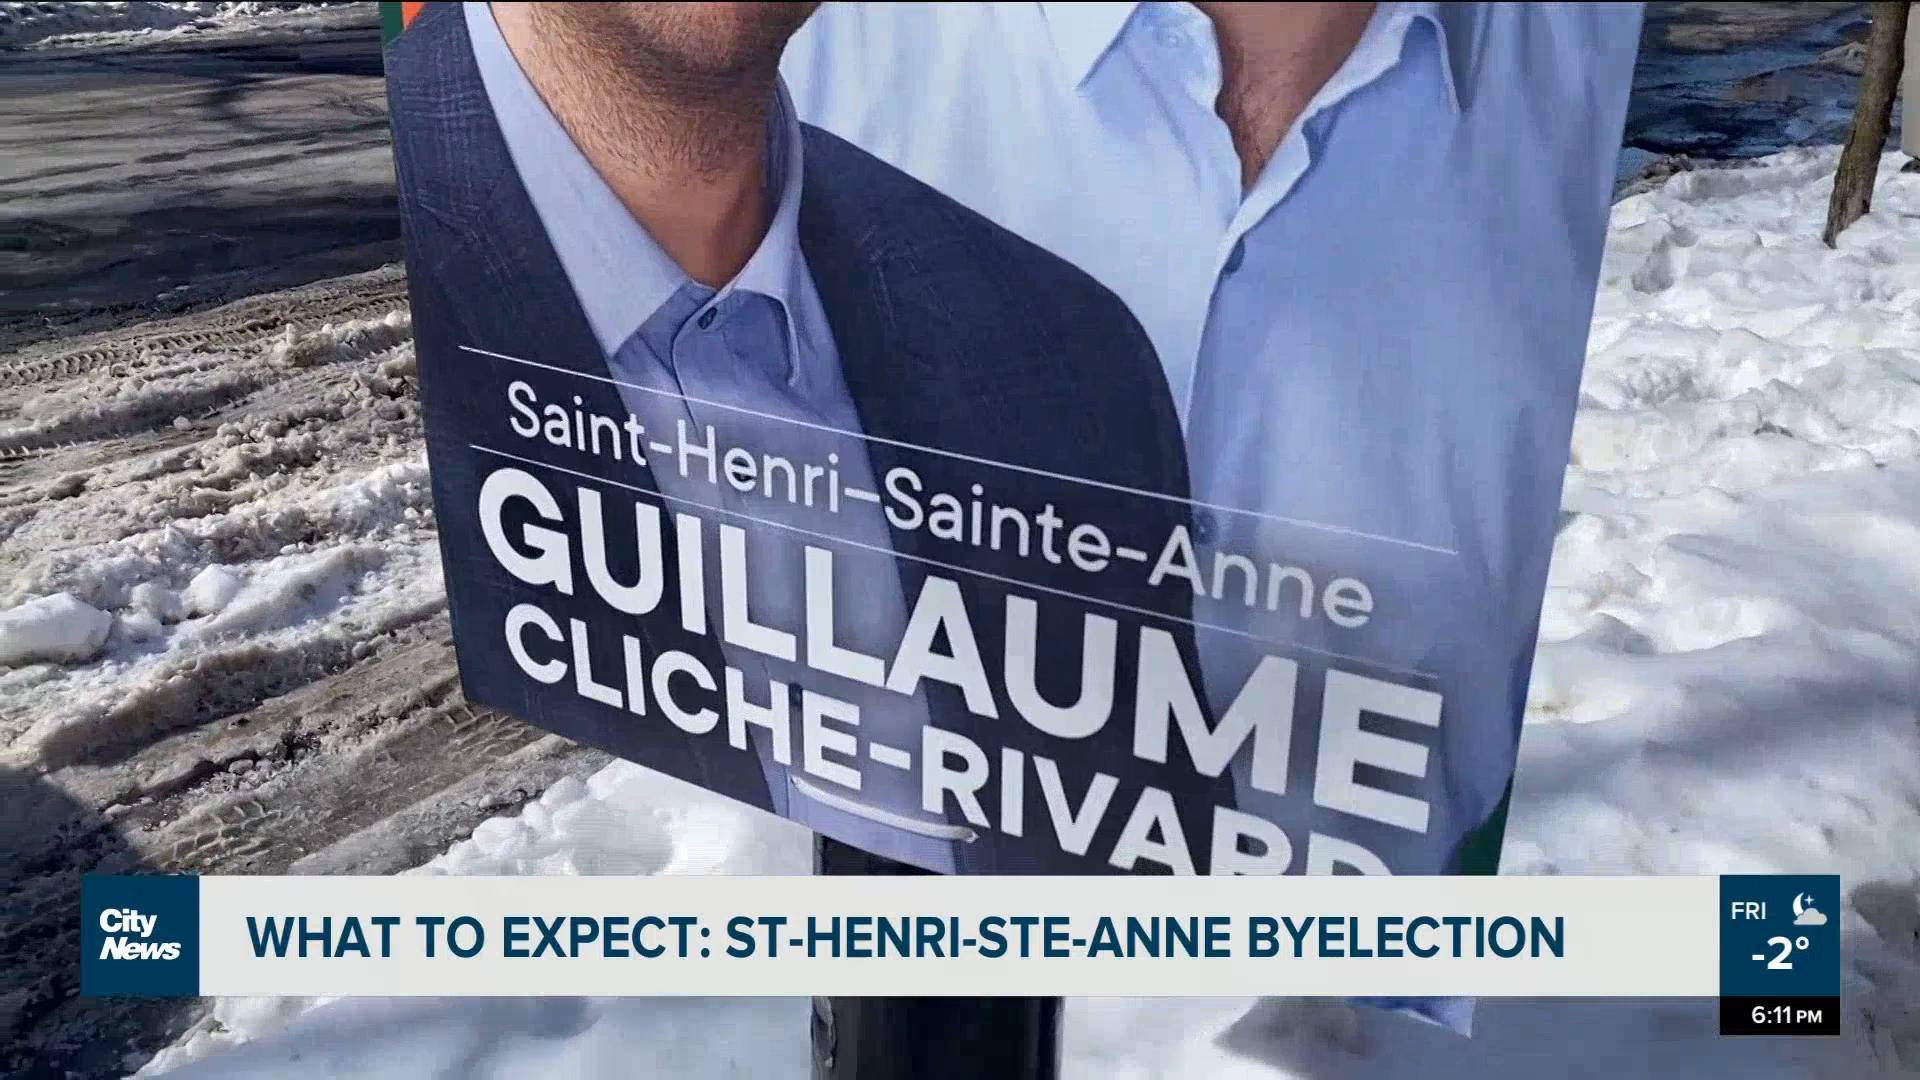 Saint-Henri–Sainte-Anne
GUILLAUME
CLICHE-RIVARD
City
News
WHAT TO EXPECT: ST-HENRI-STE-ANNE BYELECTION
FRI
-2°
6:11 PM